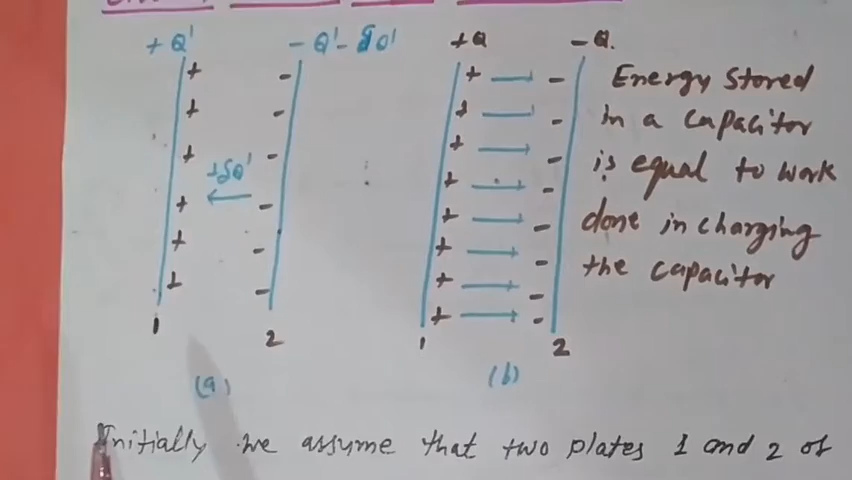 + Q' - Q' - δQ' + Q - Q.
+ + - - Energy stored
in a capacitor
+δQ' is equal to work
done in charging
the capacitor
1 2 1 2
(a) (b)
Initially we assume that two plates 1 and 2 of